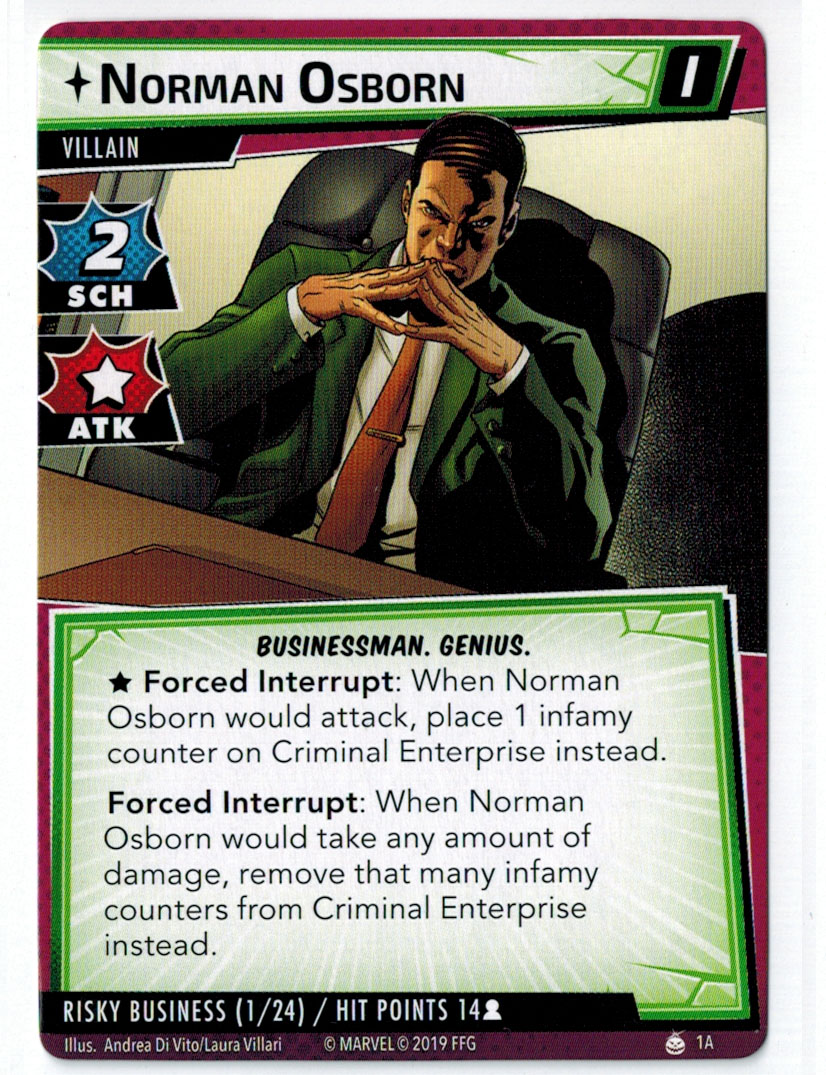 NORMAN OSBORN
I
VILLAIN
2
SCH
ATK
BUSINESSMAN. GENIUS.
★ Forced Interrupt: When Norman
Osborn would attack, place 1 infamy
counter on Criminal Enterprise instead.
Forced Interrupt: When Norman
Osborn would take any amount of
damage, remove that many infamy
counters from Criminal Enterprise
instead.
RISKY BUSINESS (1/24) / HIT POINTS 14
Illus. Andrea Di Vito/Laura Villari © MARVEL © 2019 FFG 1A